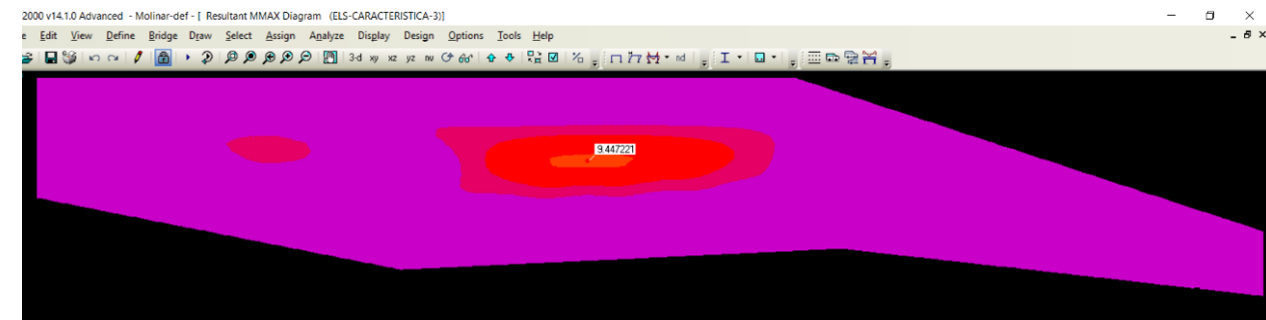 2000 v14.1.0 Advanced - Molinar-def - [ Resultant MMAX Diagram (ELS-CARACTERISTICA-3)]
e Edit View Define Bridge Draw Select Assign Analyze Display Design Options Tools Help
3-d xy xz yz nv nd
9.447221